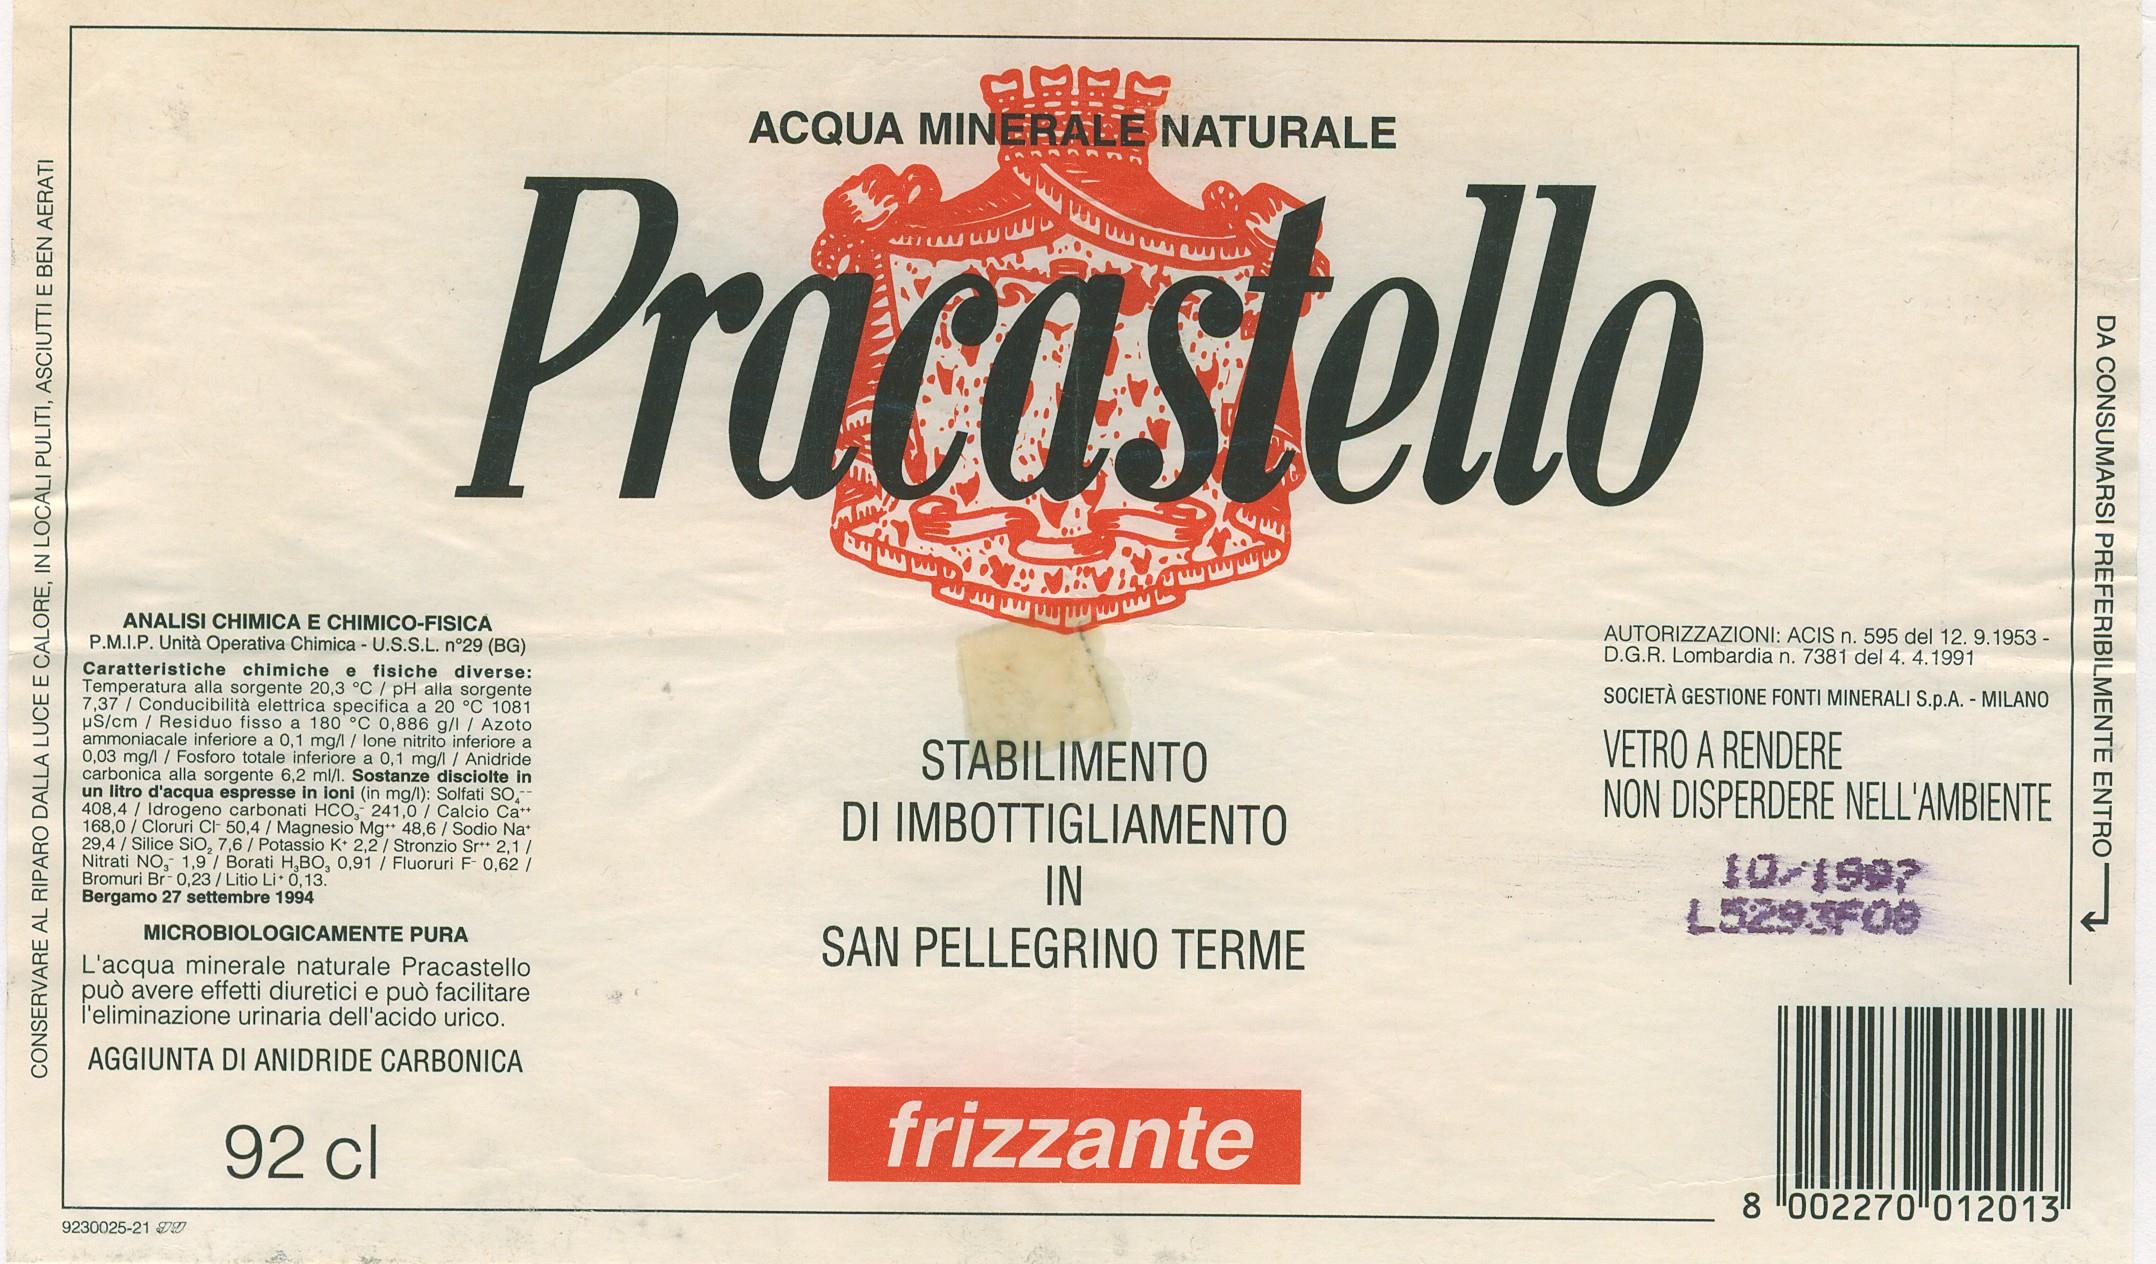 ACQUA MINERALE NATURALE
Pracastello
CONSERVARE AL RIPARO DALLA LUCE E CALORE, IN LOCALI PULITI, ASCIUTTI E BEN AERATI
ANALISI CHIMICA E CHIMICO-FISICA
P.M.I.P. Unità Operativa Chimica - U.S.S.L. n°29 (BG)
Caratteristiche chimiche e fisiche diverse:
Temperatura alla sorgente 20,3 °C / pH alla sorgente
7,37 / Conducibilità elettrica specifica a 20 °C 1081
µS/cm / Residuo fisso a 180 °C 0,886 g/l / Azoto
ammoniacale inferiore a 0,1 mg/l / Ione nitrito inferiore a
0,03 mg/l / Fosforo totale inferiore a 0,1 mg/l / Anidride
carbonica alla sorgente 6,2 ml/l. Sostanze disciolte in
un litro d'acqua espresse in ioni (in mg/l): Solfati SO₄⁻⁻
408,4 / Idrogeno carbonati HCO₃⁻ 241,0 / Calcio Ca⁺⁺
168,0 / Cloruri Cl⁻ 50,4 / Magnesio Mg⁺⁺ 48,6 / Sodio Na⁺
29,4 / Silice SiO₂ 7,6 / Potassio K⁺ 2,2 / Stronzio Sr⁺⁺ 2,1 /
Nitrati NO₃⁻ 1,9 / Borati H₃BO₃ 0,91 / Fluoruri F⁻ 0,62 /
Bromuri Br⁻ 0,23 / Litio Li⁺ 0,13.
Bergamo 27 settembre 1994
MICROBIOLOGICAMENTE PURA
L'acqua minerale naturale Pracastello
può avere effetti diuretici e può facilitare
l'eliminazione urinaria dell'acido urico.
AGGIUNTA DI ANIDRIDE CARBONICA
92 cl
9230025-21
STABILIMENTO
DI IMBOTTIGLIAMENTO
IN
SAN PELLEGRINO TERME
frizzante
AUTORIZZAZIONI: ACIS n. 595 del 12. 9.1953 -
D.G.R. Lombardia n. 7381 del 4. 4.1991
SOCIETÀ GESTIONE FONTI MINERALI S.p.A. - MILANO
VETRO A RENDERE
NON DISPERDERE NELL'AMBIENTE
10/1997
L5293F08
DA CONSUMARSI PREFERIBILMENTE ENTRO
8 002270 012013